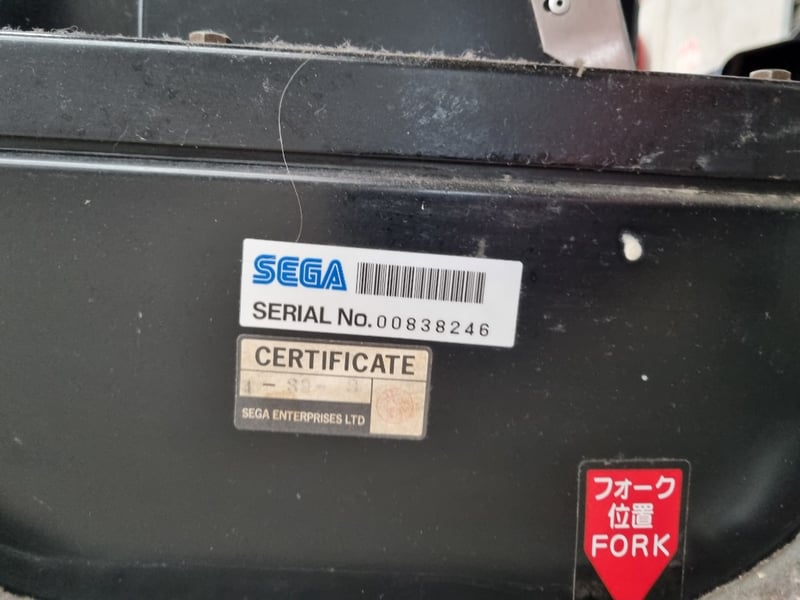 SEGA
SERIAL No. 00838246
CERTIFICATE
SEGA ENTERPRISES LTD
フォーク
位置
FORK